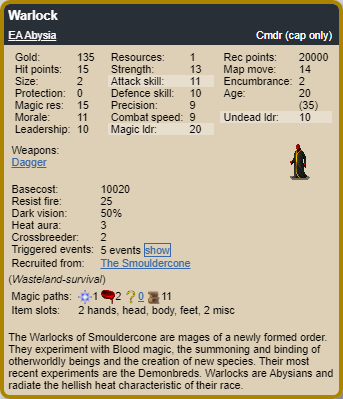 Warlock
EA Abysia Cmdr (cap only)
Gold: 135 Resources: 1 Rec points: 20000
Hit points: 15 Strength: 13 Map move: 14
Size: 2 Attack skill: 11 Encumbrance: 2
Protection: 0 Defence skill: 10 Age: 20
Magic res: 15 Precision: 9 (35)
Morale: 11 Combat speed: 9 Undead ldr: 10
Leadership: 10 Magic ldr: 20
Weapons:
Dagger
Basecost: 10020
Resist fire: 25
Dark vision: 50%
Heat aura: 3
Crossbreeder: 2
Triggered events: 5 events show
Recruited from: The Smouldercone
(Wasteland-survival)
Magic paths: 1 2 ? 0 11
Item slots: 2 hands, head, body, feet, 2 misc
The Warlocks of Smouldercone are mages of a newly formed order.
They experiment with Blood magic, the summoning and binding of
otherworldly beings and the creation of new species. Their most
recent experiments are the Demonbreds. Warlocks are Abysians and
radiate the hellish heat characteristic of their race.